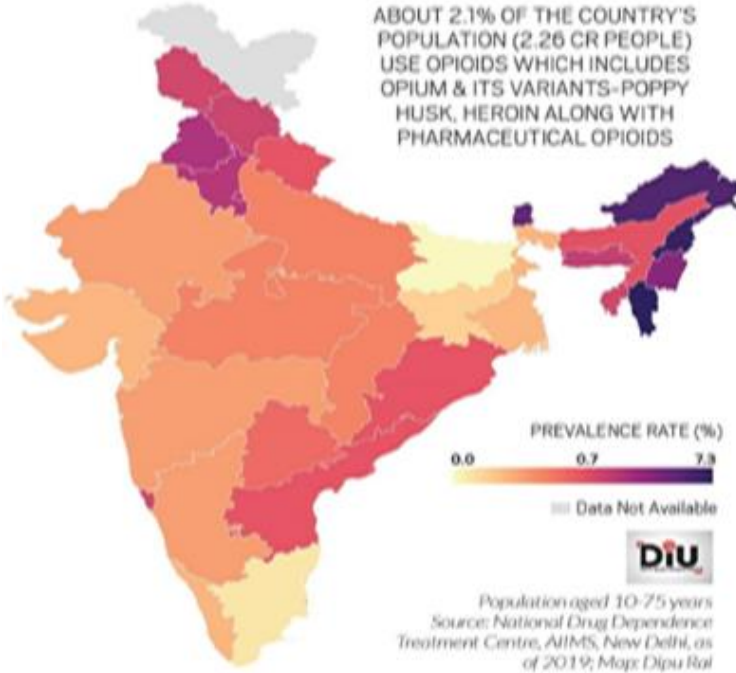 ABOUT 2.1% OF THE COUNTRY'S
POPULATION (2.26 CR PEOPLE)
USE OPIOIDS WHICH INCLUDES
OPIUM & ITS VARIANTS-POPPY
HUSK, HEROIN ALONG WITH
PHARMACEUTICAL OPIOIDS
PREVALENCE RATE (%)
0.0 0.7 7.3
Data Not Available
DiU
Population aged 10-75 years
Source: National Drug Dependence
Treatment Centre, AIIMS, New Delhi, as
of 2019; Map: Dipu Rai